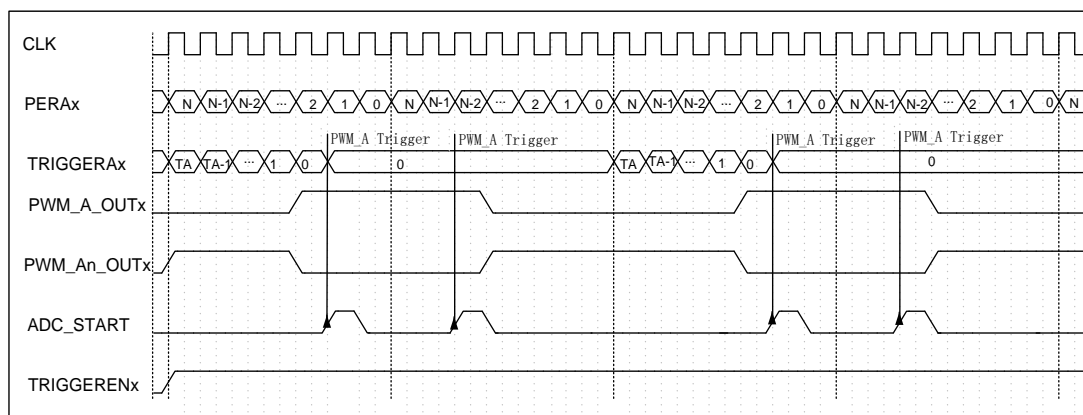 CLK
PERAx N N-1 N-2 ... 2 1 0 N N-1 N-2 ... 2 1 0 N N-1 N-2 ... 2 1 0 N N-1 N-2 ... 2 1 0 N
PWM_A Trigger PWM_A Trigger PWM_A Trigger PWM_A Trigger
TRIGGERAx TA TA-1 ... 1 0 0 TA TA-1 ... 1 0 0
PWM_A_OUTx
PWM_An_OUTx
ADC_START
TRIGGERENx